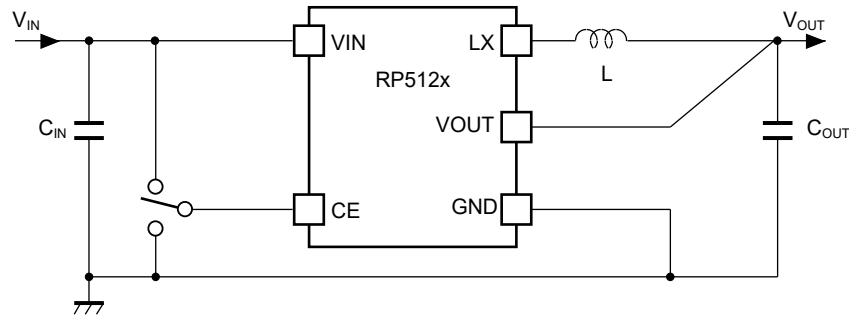 VIN
VOUT
VIN
LX
RP512x
L
CIN
VOUT
COUT
CE
GND